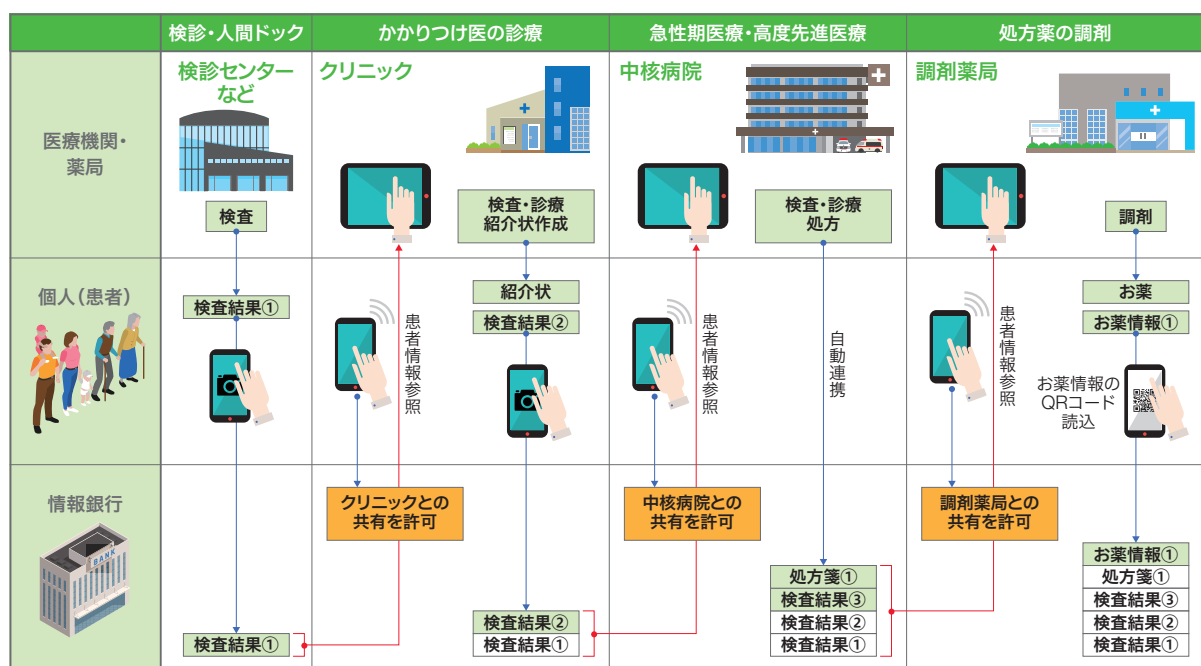 検診・人間ドック
かかりつけ医の診療
急性期医療・高度先進医療
処方薬の調剤
医療機関・
薬局
検診センター
など
検査
クリニック
検査・診療
紹介状作成
中核病院
検査・診療
処方
調剤薬局
調剤
個人（患者）
検査結果①
患者情報参照
紹介状
検査結果②
患者情報参照
自動連携
患者情報参照
お薬
お薬情報①
お薬情報の
QRコード
読込
情報銀行
BANK
検査結果①
クリニックとの
共有を許可
検査結果②
検査結果①
中核病院との
共有を許可
処方箋①
検査結果③
検査結果②
検査結果①
調剤薬局との
共有を許可
お薬情報①
処方箋①
検査結果③
検査結果②
検査結果①